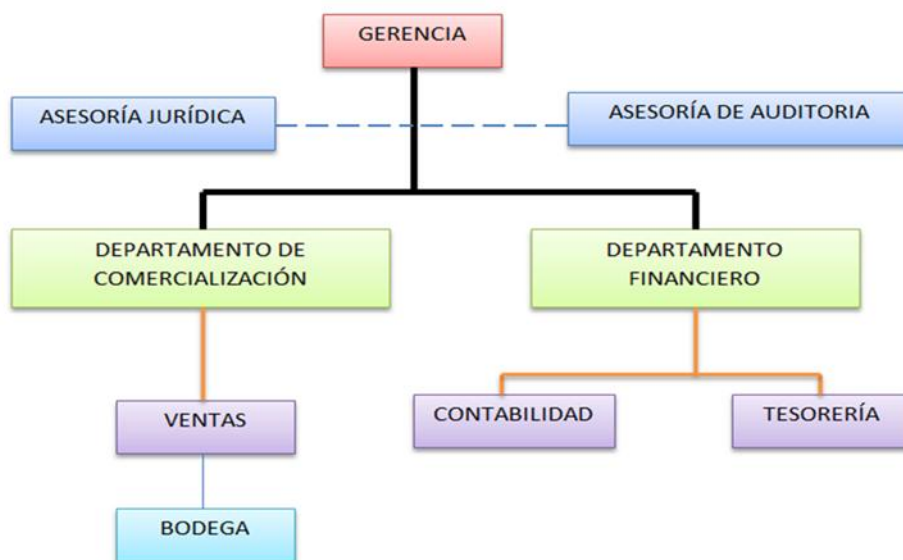 GERENCIA
ASESORÍA JURÍDICA
ASESORÍA DE AUDITORIA
DEPARTAMENTO DE
COMERCIALIZACIÓN
DEPARTAMENTO
FINANCIERO
VENTAS
CONTABILIDAD
TESORERÍA
BODEGA